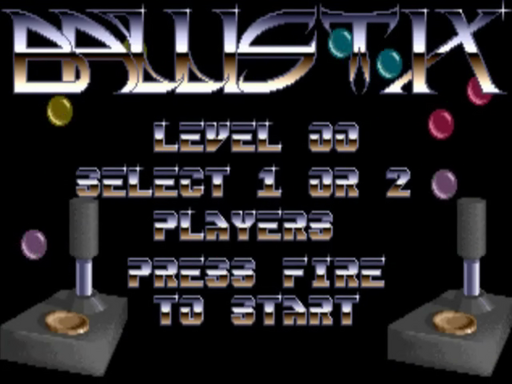 BALLISTIX
LEVEL 00
SELECT 1 OR 2
PLAYERS
PRESS FIRE
TO START